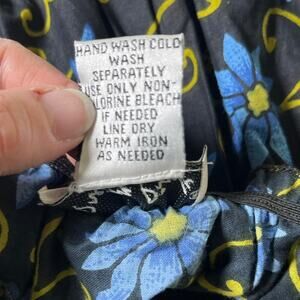 HAND WASH COLD
WASH
SEPARATELY
USE ONLY NON-
CHLORINE BLEACH
IF NEEDED
LINE DRY
WARM IRON
AS NEEDED